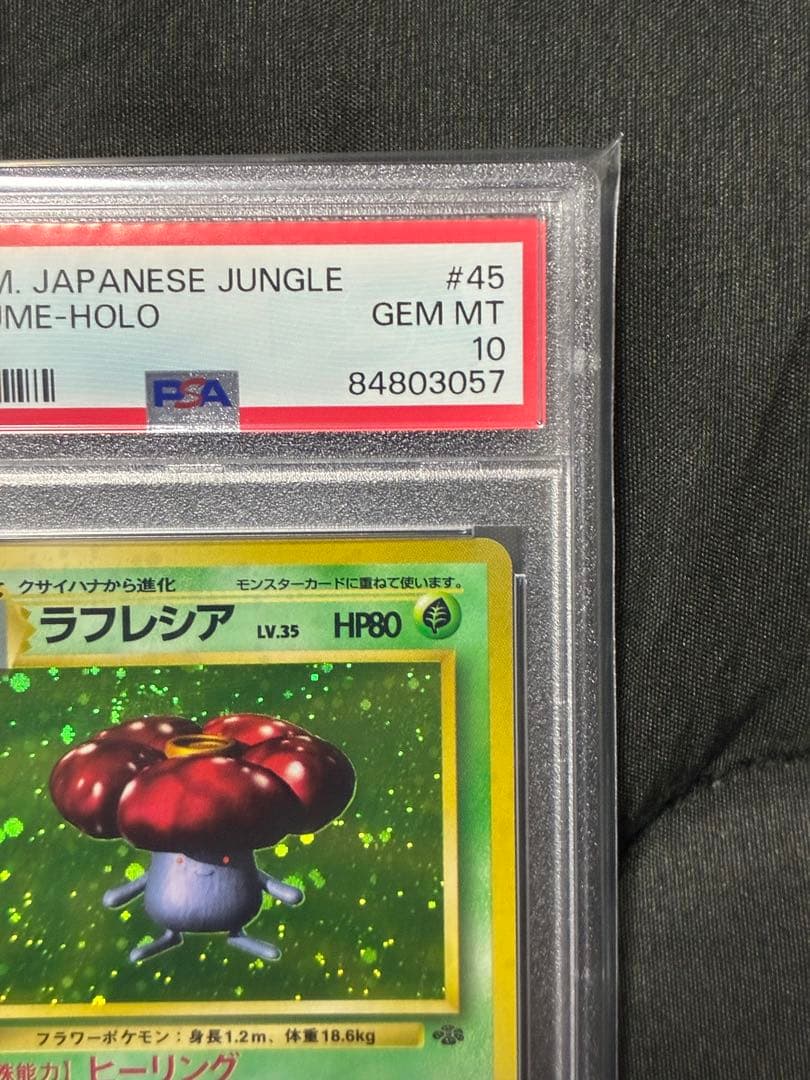 M. JAPANESE JUNGLE #45
UME-HOLO GEM MT
10
PSA 84803057
クサイハナから進化 モンスターカードに重ねて使います。
ラフレシア LV.35 HP80
フラワーポケモン：身長1.2m、体重18.6kg
殊能力】ヒーリング